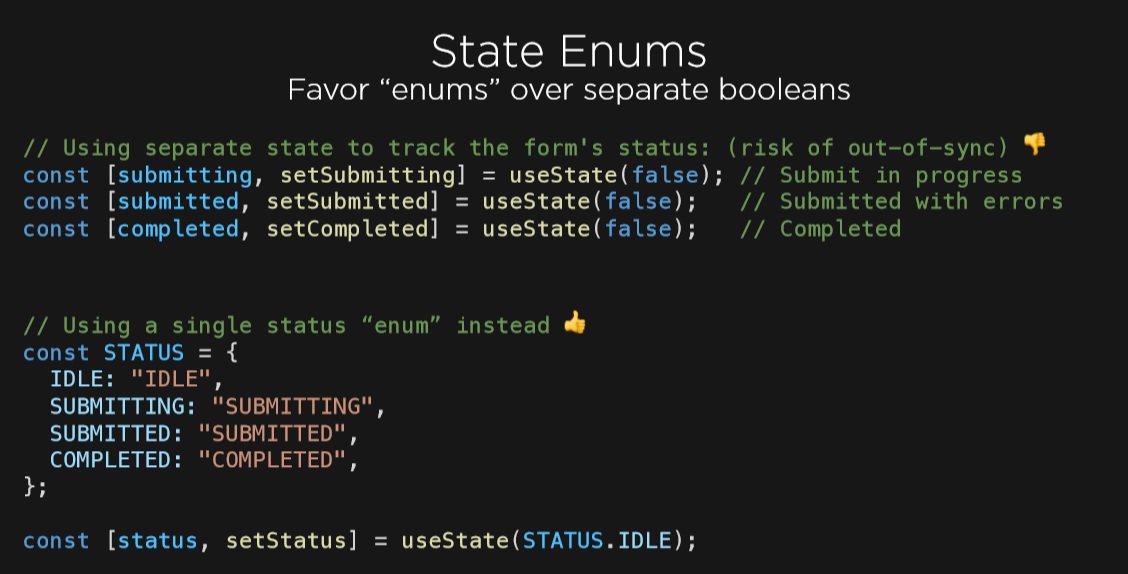 State Enums
Favor “enums” over separate booleans
// Using separate state to track the form's status: (risk of out-of-sync) 👎
const [submitting, setSubmitting] = useState(false); // Submit in progress
const [submitted, setSubmitted] = useState(false);   // Submitted with errors
const [completed, setCompleted] = useState(false);   // Completed
// Using a single status “enum” instead 👍
const STATUS = {
  IDLE: "IDLE",
  SUBMITTING: "SUBMITTING",
  SUBMITTED: "SUBMITTED",
  COMPLETED: "COMPLETED",
};
const [status, setStatus] = useState(STATUS.IDLE);